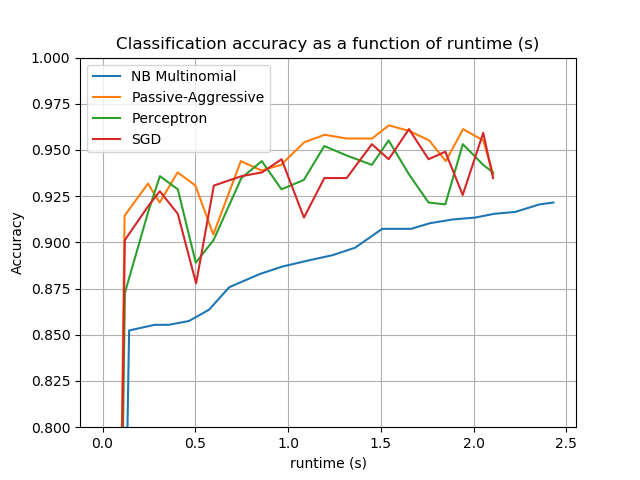 Classification accuracy as a function of runtime (s)
1.000
0.975
0.950
0.925
0.900
0.875
0.850
0.825
0.800
Accuracy
NB Multinomial
Passive-Aggressive
Perceptron
SGD
0.0 0.5 1.0 1.5 2.0 2.5
runtime (s)